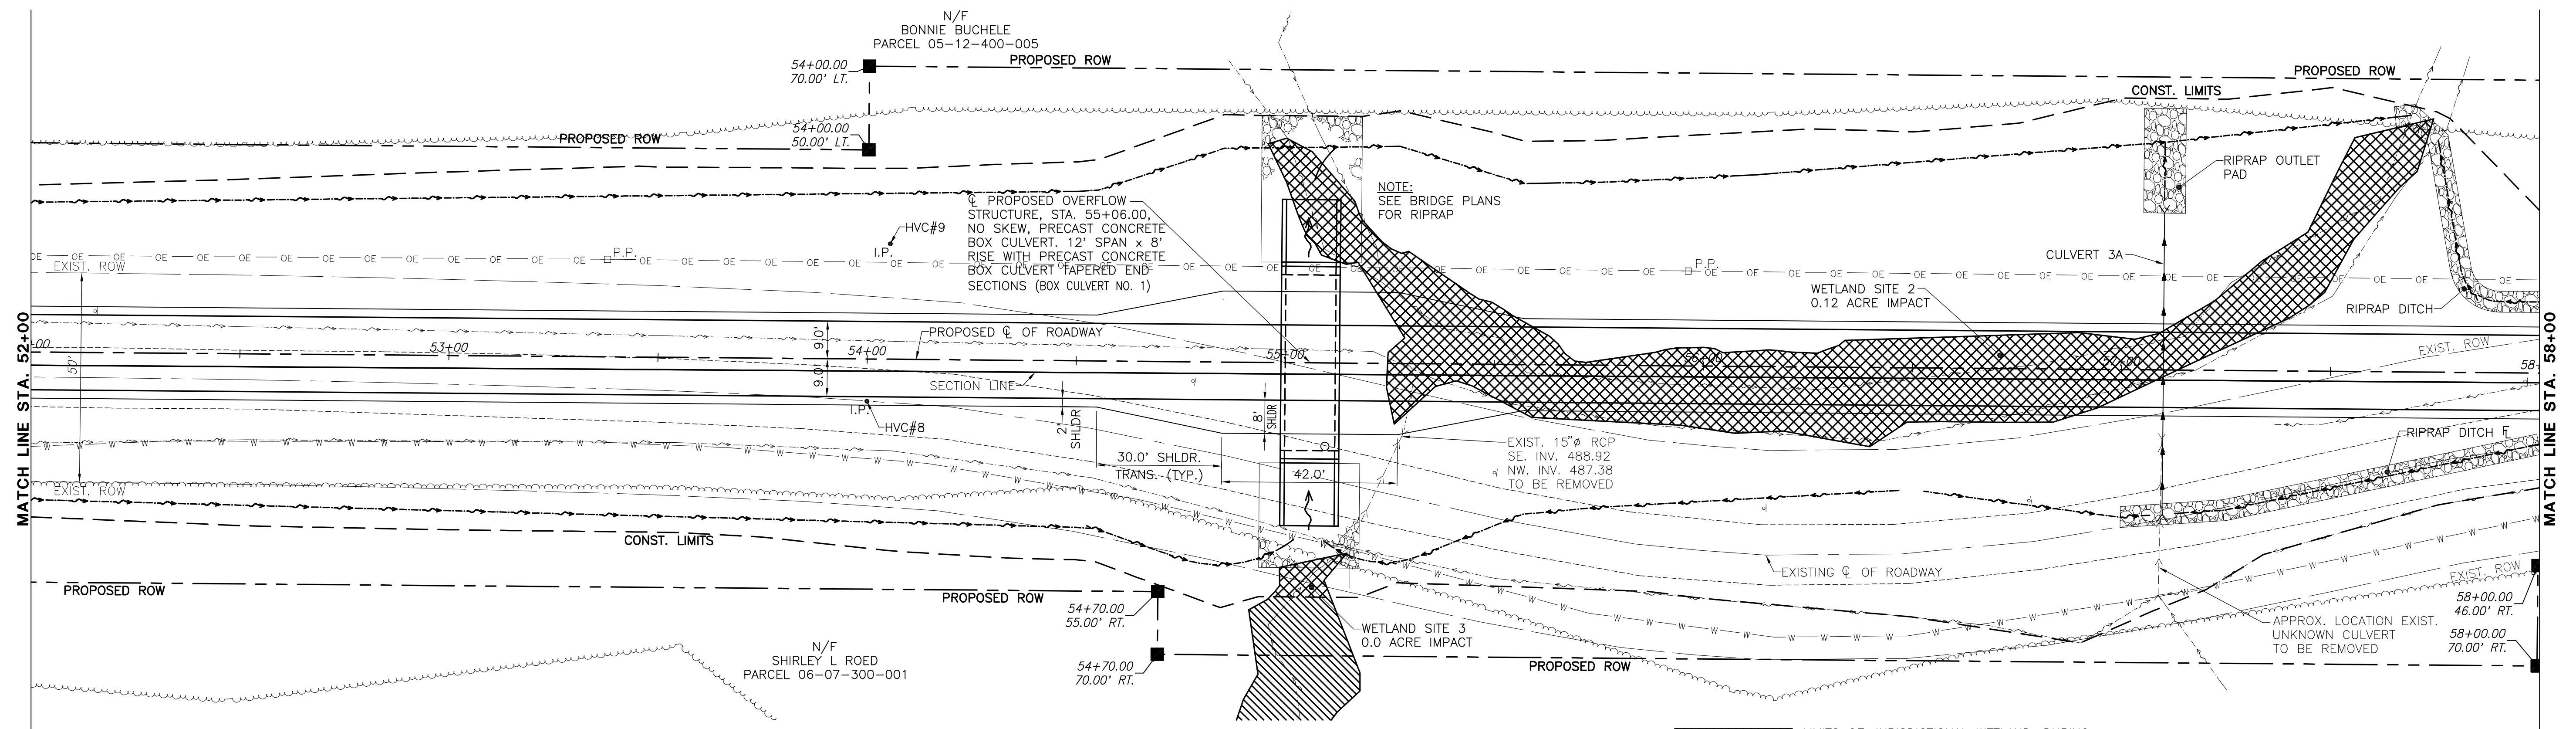 N/F
BONNIE BUCHELE
PARCEL 05-12-400-005
54+00.00
70.00' LT.
PROPOSED ROW
PROPOSED ROW
CONST. LIMITS
54+00.00
50.00' LT.
PROPOSED ROW
RIPRAP OUTLET
PAD
NOTE:
SEE BRIDGE PLANS
FOR RIPRAP
℄ PROPOSED OVERFLOW
STRUCTURE, STA. 55+06.00,
NO SKEW, PRECAST CONCRETE
BOX CULVERT. 12' SPAN x 8'
RISE WITH PRECAST CONCRETE
BOX CULVERT TAPERED END
SECTIONS (BOX CULVERT NO. 1)
HVC#9
I.P.
P.P.
OE
EXIST. ROW
P.P.
CULVERT 3A
WETLAND SITE 2
0.12 ACRE IMPACT
RIPRAP DITCH
MATCH LINE STA. 52+00
MATCH LINE STA. 58+00
50'
9.0'
9.0'
PROPOSED ℄ OF ROADWAY
53+00
54+00
55+00
56+00
57+00
EXIST. ROW
SECTION LINE
I.P.
HVC#8
2'
SHLDR
8'
SHLDR
30.0' SHLDR.
TRANS. (TYP.)
42.0'
EXIST. 15"ø RCP
SE. INV. 488.92
NW. INV. 487.38
TO BE REMOVED
RIPRAP DITCH
W
EXIST. ROW
CONST. LIMITS
EXISTING ℄ OF ROADWAY
EXIST. ROW
PROPOSED ROW
PROPOSED ROW
54+70.00
55.00' RT.
58+00.00
46.00' RT.
WETLAND SITE 3
0.0 ACRE IMPACT
APPROX. LOCATION EXIST.
UNKNOWN CULVERT
TO BE REMOVED
58+00.00
70.00' RT.
N/F
SHIRLEY L ROED
PARCEL 06-07-300-001
54+70.00
70.00' RT.
PROPOSED ROW